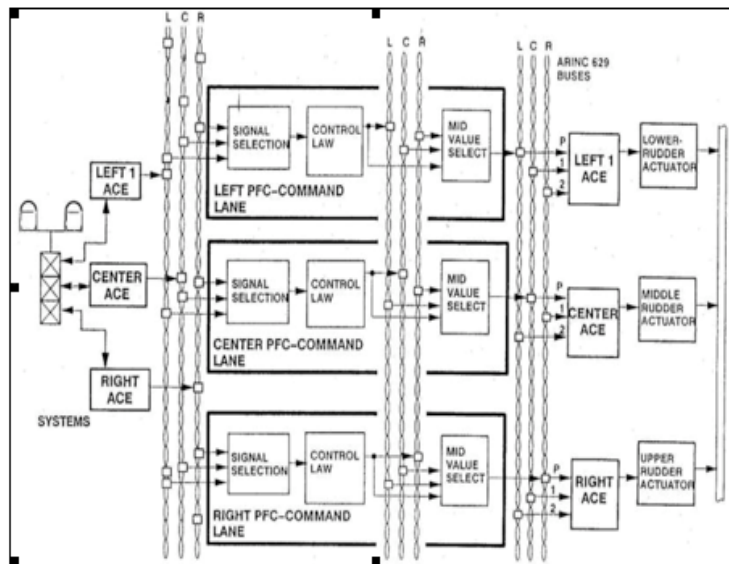 L C R
L C R
L C R
ARINC 629
BUSES
SIGNAL
SELECTION
CONTROL
LAW
MID
VALUE
SELECT
LEFT PFC-COMMAND
LANE
LEFT 1
ACE
P
1
2
LEFT 1
ACE
LOWER-
RUDDER
ACTUATOR
CENTER
ACE
SIGNAL
SELECTION
CONTROL
LAW
MID
VALUE
SELECT
CENTER PFC-COMMAND
LANE
P
1
2
CENTER
ACE
MIDDLE
RUDDER
ACTUATOR
RIGHT
ACE
SYSTEMS
SIGNAL
SELECTION
CONTROL
LAW
MID
VALUE
SELECT
RIGHT PFC-COMMAND
LANE
P
1
2
RIGHT
ACE
UPPER
RUDDER
ACTUATOR